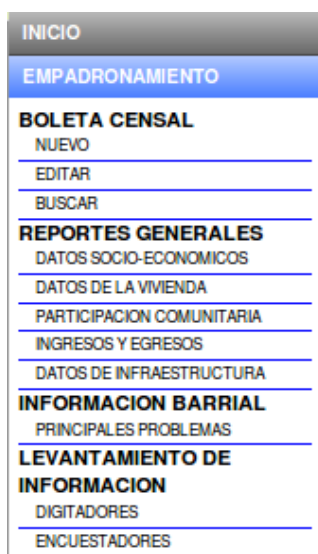 INICIO
EMPADRONAMIENTO
BOLETA CENSAL
NUEVO
EDITAR
BUSCAR
REPORTES GENERALES
DATOS SOCIO-ECONOMICOS
DATOS DE LA VIVIENDA
PARTICIPACION COMUNITARIA
INGRESOS Y EGRESOS
DATOS DE INFRAESTRUCTURA
INFORMACION BARRIAL
PRINCIPALES PROBLEMAS
LEVANTAMIENTO DE
INFORMACION
DIGITADORES
ENCUESTADORES